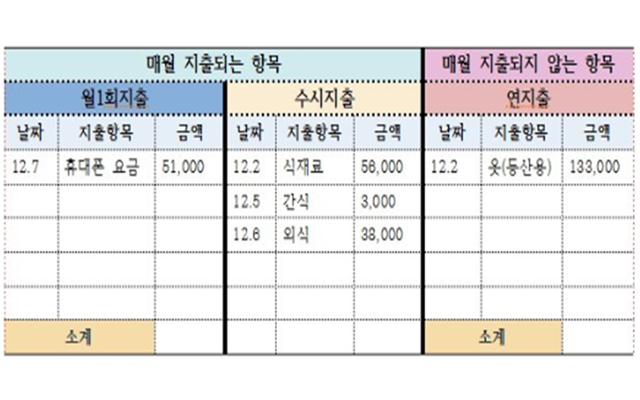 매월 지출되는 항목 매월 지출되지 않는 항목
월1회지출 수시지출 연지출
날짜 지출항목 금액 날짜 지출항목 금액 날짜 지출항목 금액
12.7 휴대폰 요금 51,000 12.2 식재료 56,000 12.2 옷(등산용) 133,000
12.5 간식 3,000
12.6 외식 38,000
소계 소계